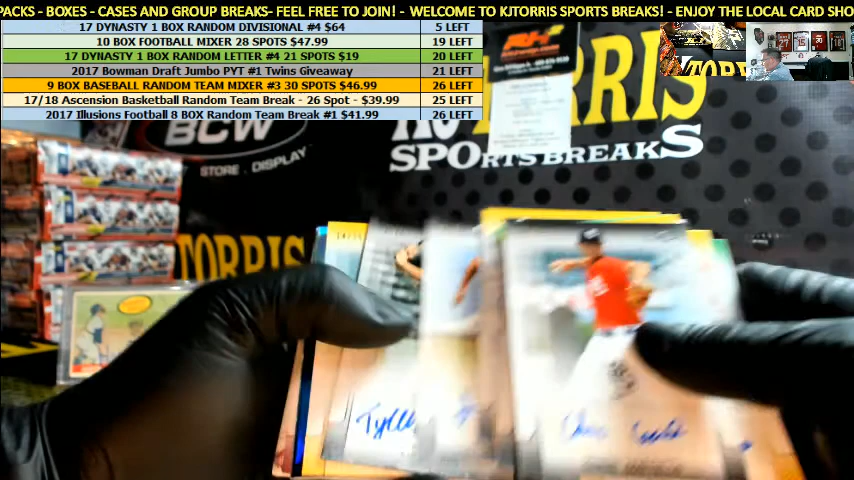 PACKS - BOXES - CASES AND GROUP BREAKS- FEEL FREE TO JOIN! - WELCOME TO KJTORRIS SPORTS BREAKS! - ENJOY THE LOCAL CARD SHO
17 DYNASTY 1 BOX RANDOM DIVISIONAL #4 $64 5 LEFT
10 BOX FOOTBALL MIXER 28 SPOTS $47.99 19 LEFT
17 DYNASTY 1 BOX RANDOM LETTER #4 21 SPOTS $19 20 LEFT
2017 Bowman Draft Jumbo PYT #1 Twins Giveaway 21 LEFT
9 BOX BASEBALL RANDOM TEAM MIXER #3 30 SPOTS $46.99 26 LEFT
17/18 Ascension Basketball Random Team Break - 26 Spot - $39.99 25 LEFT
2017 Illusions Football 8 BOX Random Team Break #1 $41.99 26 LEFT
BCW
STORE . DISPLAY
TORRIS
SPORTS BREAKS
TORRIS